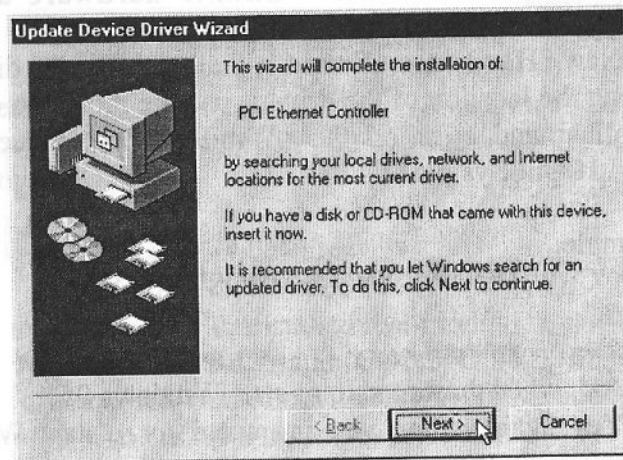 Update Device Driver Wizard
This wizard will complete the installation of:
PCI Ethernet Controller
by searching your local drives, network, and Internet
locations for the most current driver.
If you have a disk or CD-ROM that came with this device,
insert it now.
It is recommended that you let Windows search for an
updated driver. To do this, click Next to continue.
< Back
Next >
Cancel